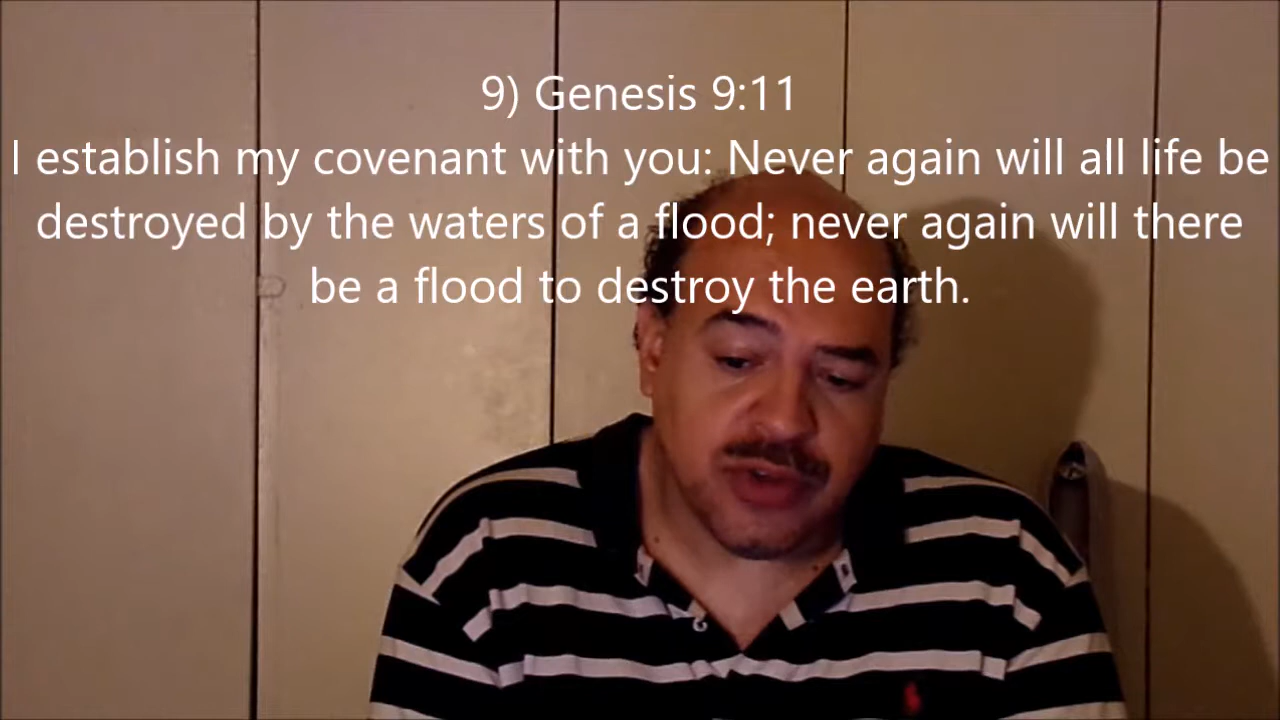 9) Genesis 9:11
I establish my covenant with you: Never again will all life be
destroyed by the waters of a flood; never again will there
be a flood to destroy the earth.